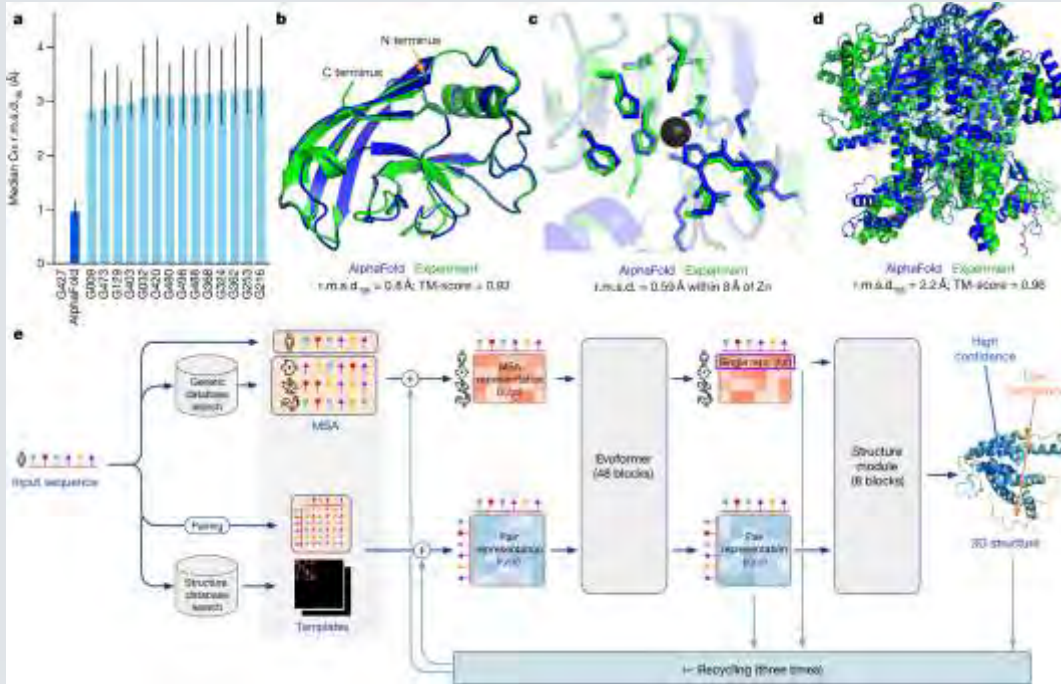 a
Median Cα r.m.s.d.₉₅ (Å)
4
3
2
1
0
G427
AlphaFold
G009
G473
G129
G403
G032
G420
G480
G498
G488
G368
G324
G362
G253
G216
b
N terminus
C terminus
AlphaFold Experiment
r.m.s.d.₉₅ = 0.8 Å; TM-score = 0.93
c
AlphaFold Experiment
r.m.s.d. = 0.59 Å within 8 Å of Zn
d
AlphaFold Experiment
r.m.s.d.₉₅ = 2.2 Å; TM-score = 0.96
e
Input sequence
Genetic
database
search
MSA
Pairing
Structure
database
search
Templates
MSA
representation
Pair
representation
Evoformer
(48 blocks)
Single repr.
Pair
representation
Structure
module
(8 blocks)
High
confidence
Low
confidence
3D structure
← Recycling (three times)